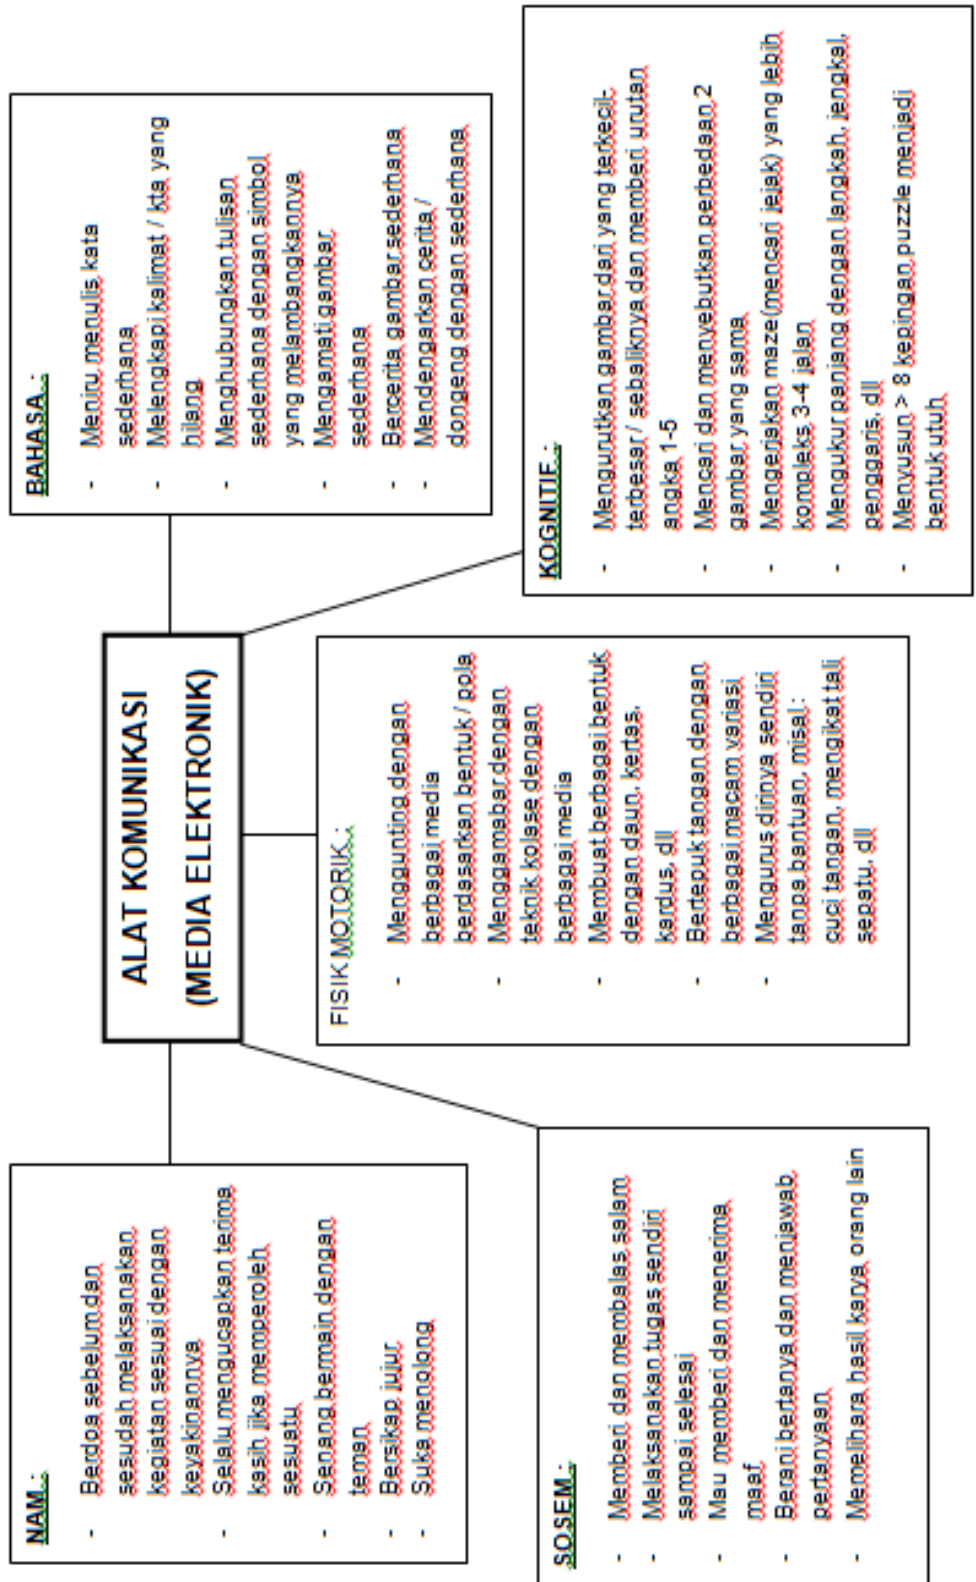 NAM :
- Berdoa sebelum dan
sesudah melaksanakan
kegiatan sesuai dengan
keyakinannya
- Selalu mengucapkan terima
kasih jika memperoleh
sesuatu
- Senang bermain dengan
teman
- Bersikap jujur
- Suka menolong
ALAT KOMUNIKASI
(MEDIA ELEKTRONIK)
BAHASA :
- Meniru menulis kata
sederhana
- Melengkapi kalimat / kta yang
hilang
- Menghubungkan tulisan
sederhana dengan simbol
yang melambangkannya
- Mengamati gambar
sederhana
- Bercerita gambar sederhana
- Mendengarkan cerita /
dongeng dengan sederhana
SOSEM :
- Memberi dan membalas salam
- Melaksanakan tugas sendiri
sampai selesai
- Mau memberi dan menerima
maaf
- Berani bertanya dan menjawab
pertanyaan
- Memelihara hasil karya orang lain
FISIK MOTORIK :
- Menggunting dengan
berbagai media
berdasarkan bentuk / pola
- Menggamabar dengan
teknik kolase dengan
berbagai media
- Membuat berbagai bentuk
dengan daun, kertas,
kardus, dll
- Bertepuk tangan dengan
berbagai macam variasi
- Mengurus dirinya sendiri
tanpa bantuan, misal :
cuci tangan, mengikat tali
sepatu, dll
KOGNITIF :
- Mengurutkan gambar dari yang terkecil-
terbesar / sebaliknya dan memberi urutan
angka 1-5
- Mencari dan menyebutkan perbedaan 2
gambar yang sama
- Mengerjakan maze(mencari jejak) yang lebih
kompleks 3-4 jalan
- Mengukur panjang dengan langkah, jengkal,
penggaris, dll
- Menyusun > 8 kepingan puzzle menjadi
bentuk utuh